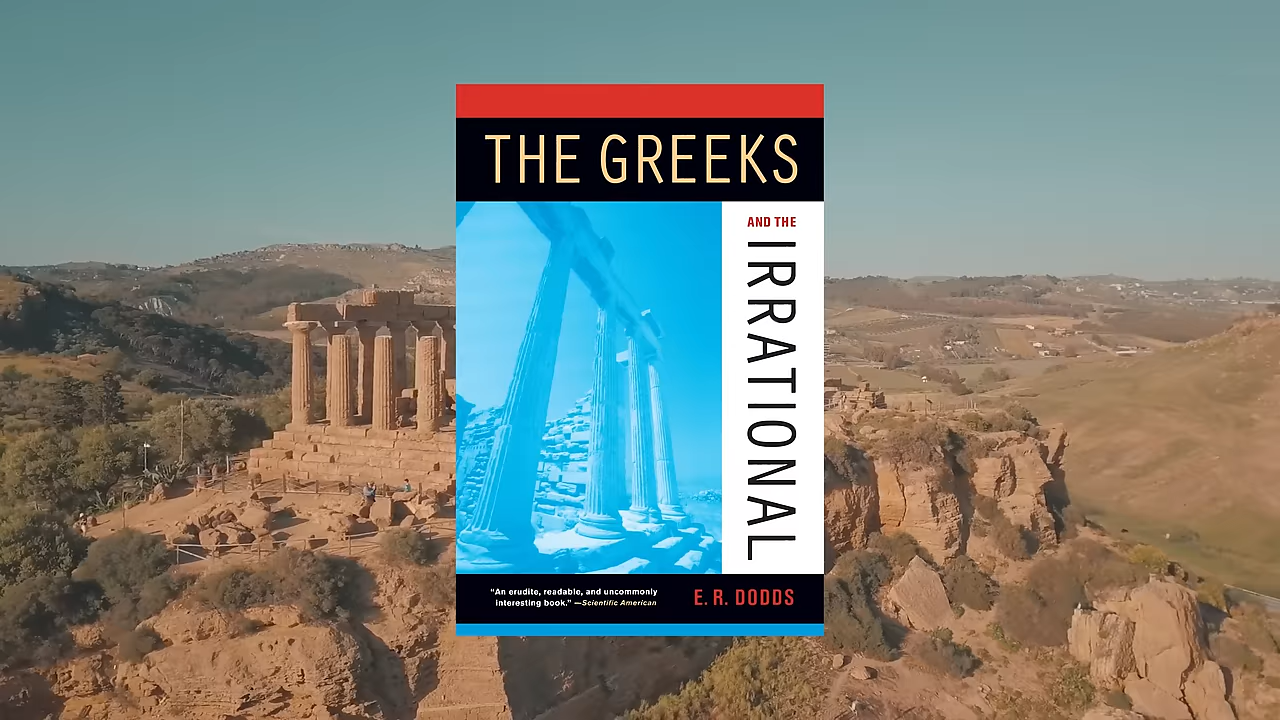 THE GREEKS
AND THE
IRRATIONAL
"An erudite, readable, and uncommonly
interesting book." —Scientific American
E. R. DODDS